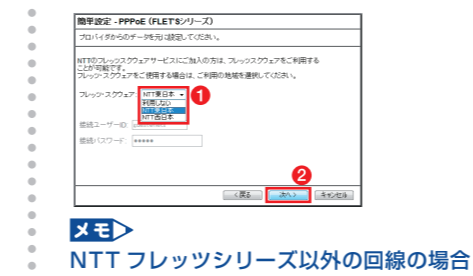 簡単設定 - PPPoE (FLET'Sシリーズ)
プロバイダからのデータを元に設定してください。
NTTのフレッツスクウェアサービスにご加入の方は、フレッツスクウェアをご利用する
ことが可能です。
フレッツ・スクウェアをご使用する場合は、ご利用の地域を選択してください。
フレッツ・スクウェア: NTT東日本 1
利用しない
NTT東日本
NTT西日本
接続ユーザーID:
接続パスワード: *****
2
<戻る 次へ> キャンセル
メモ
NTT フレッツシリーズ以外の回線の場合